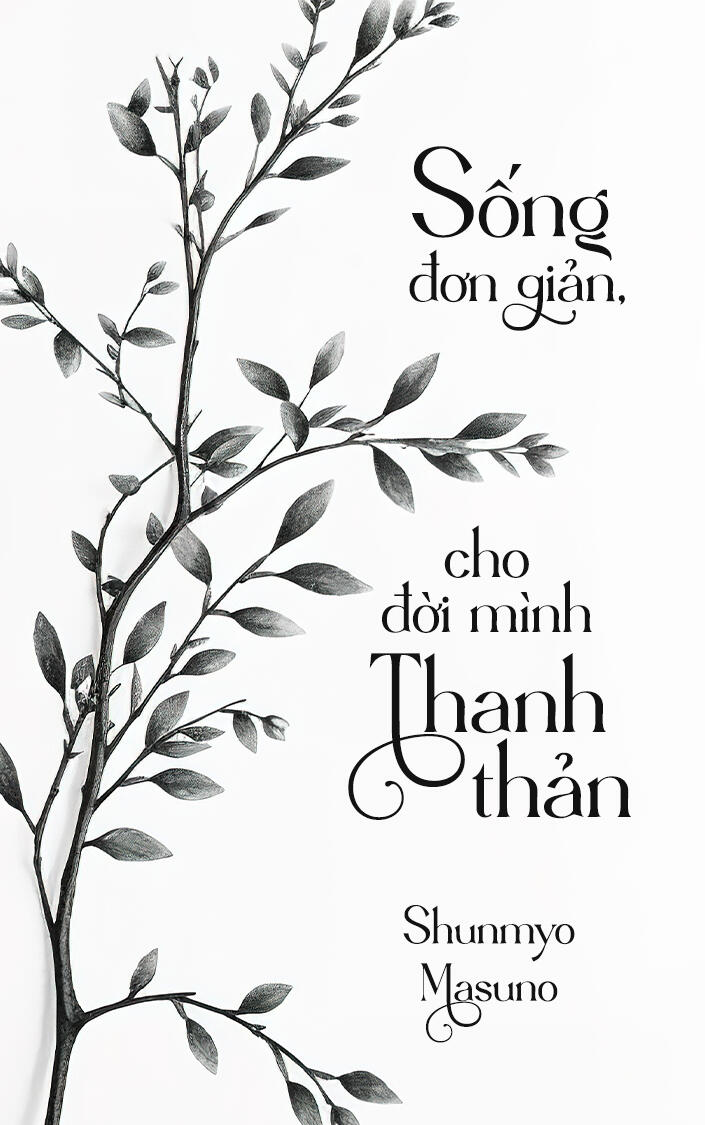 Sống
đơn giản,
cho
đời mình
Thanh
thản
Shunmyo
Masuno